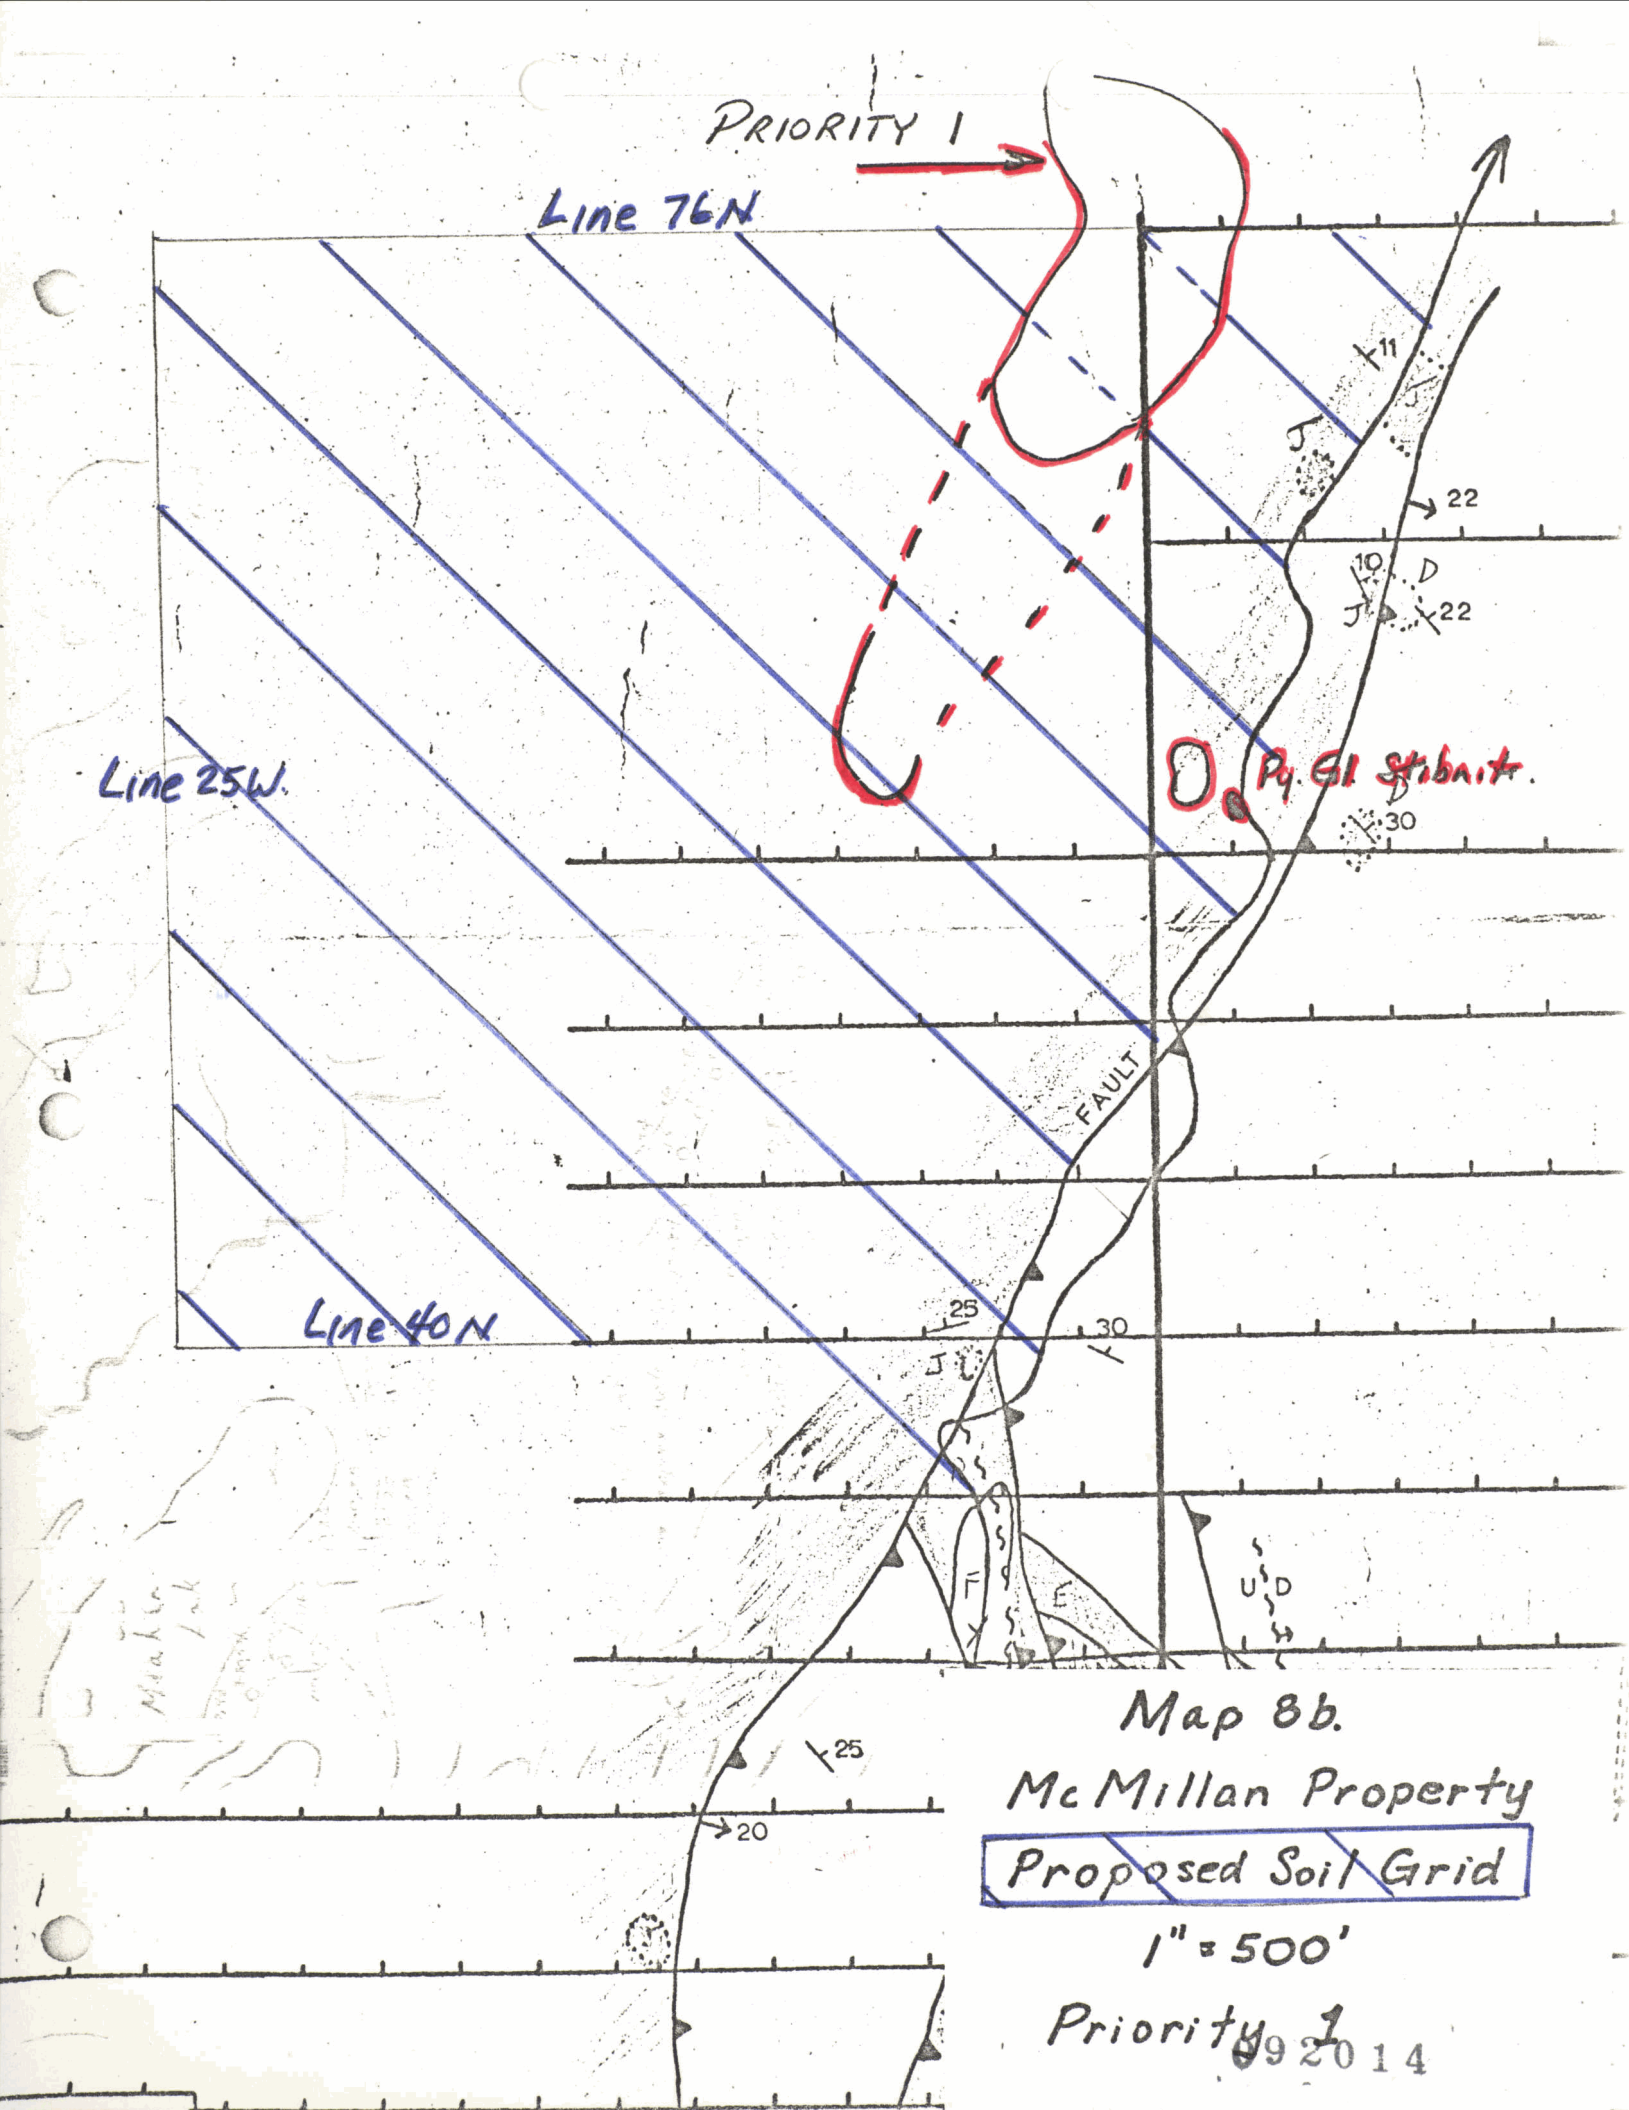 PRIORITY 1
Line 76N
11
J
J
22
10
D
J
22
Line 25W.
Py. Gl. Stibnite.
D
30
FAULT
25
Line 40N
30
J
F
E
U
D
Map 8b.
McMillan Property
25
20
Proposed Soil Grid
1" = 500'
Priority 1
092014